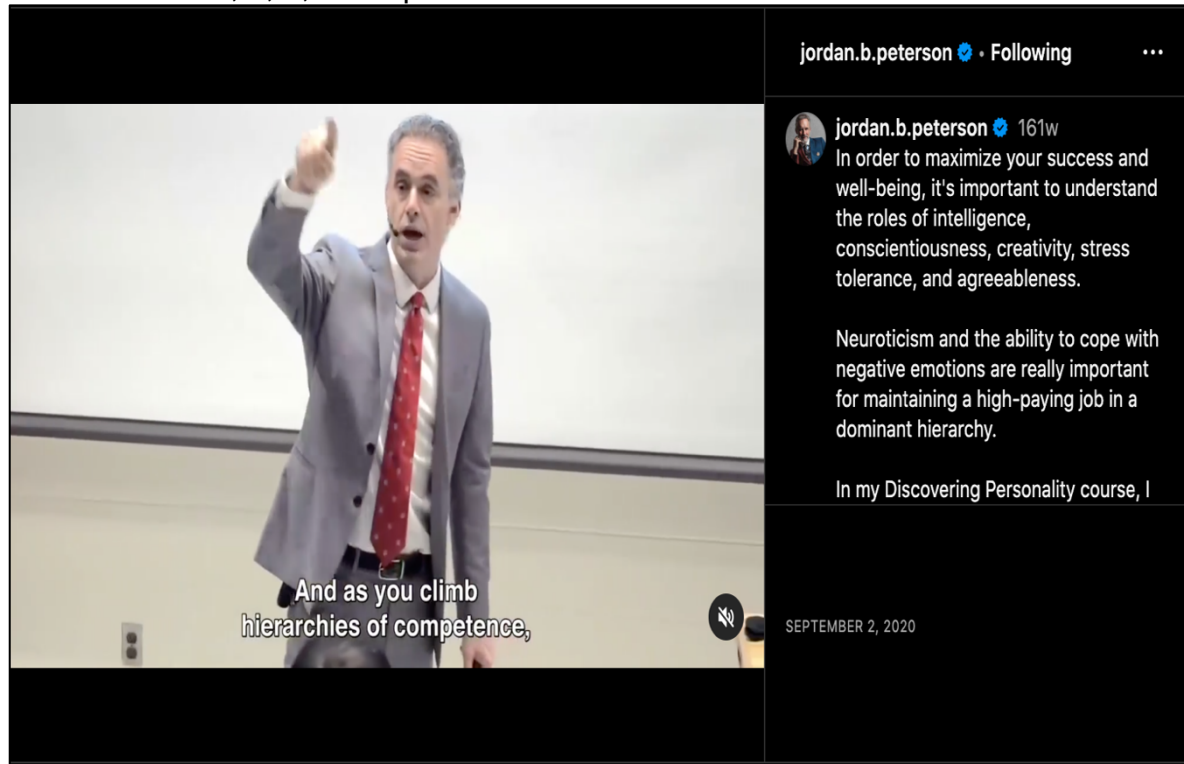 jordan.b.peterson • Following
jordan.b.peterson 161w
In order to maximize your success and
well-being, it's important to understand
the roles of intelligence,
conscientiousness, creativity, stress
tolerance, and agreeableness.
Neuroticism and the ability to cope with
negative emotions are really important
for maintaining a high-paying job in a
dominant hierarchy.
In my Discovering Personality course, I
And as you climb
hierarchies of competence,
SEPTEMBER 2, 2020